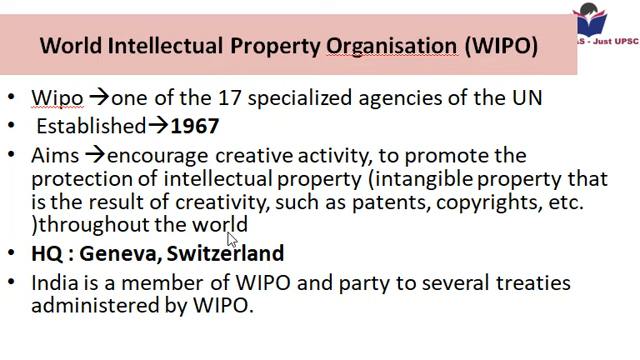 World Intellectual Property Organisation (WIPO)
S - Just UPSC
• Wipo →one of the 17 specialized agencies of the UN
• Established→1967
• Aims →encourage creative activity, to promote the
protection of intellectual property (intangible property that
is the result of creativity, such as patents, copyrights, etc.
)throughout the world
• HQ : Geneva, Switzerland
• India is a member of WIPO and party to several treaties
administered by WIPO.